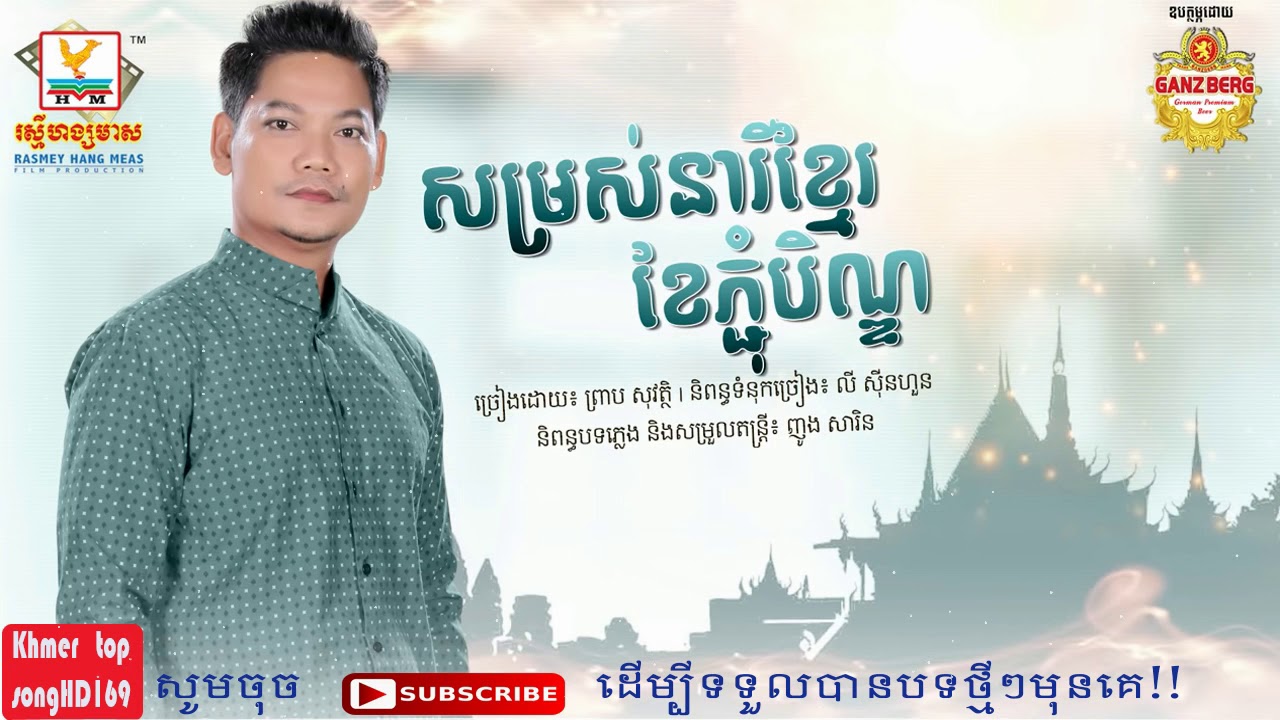 TM
HM
រស្មីហង្សមាស
RASMEY HANG MEAS
FILM PRODUCTION
ឧបត្ថម្ភដោយ
GANZBERG
German Premium
Beer
សម្រស់នារីខ្មែរ
ខែភ្ជុំបិណ្ឌ
ច្រៀងដោយ៖ ព្រាប សុវត្ថិ | និពន្ធទំនុកច្រៀង៖ លី ស៊ីនហួន
និពន្ធបទភ្លេង និងសម្រួលតន្ត្រី៖ ញូង សារិន
Khmer top
songHD169
សូមចុច SUBSCRIBE ដើម្បីទទួលបានបទថ្មីៗមុនគេ!!